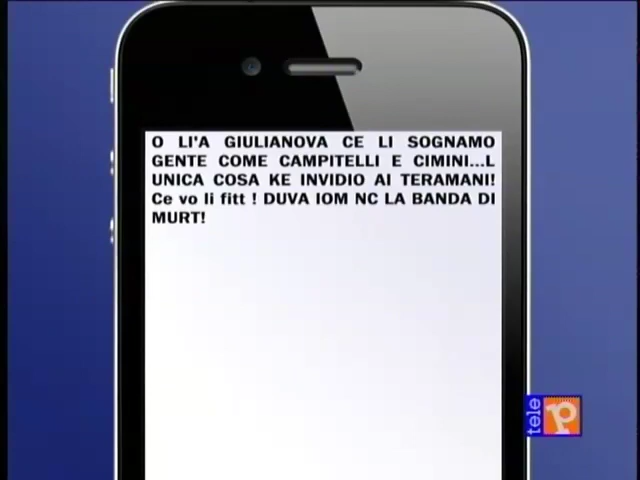 O LI'A GIULIANOVA CE LI SOGNAMO
GENTE COME CAMPITELLI E CIMINI...L
UNICA COSA KE INVIDIO AI TERAMANI!
Ce vo li fitt ! DUVA IOM NC LA BANDA DI
MURT!
tele
p